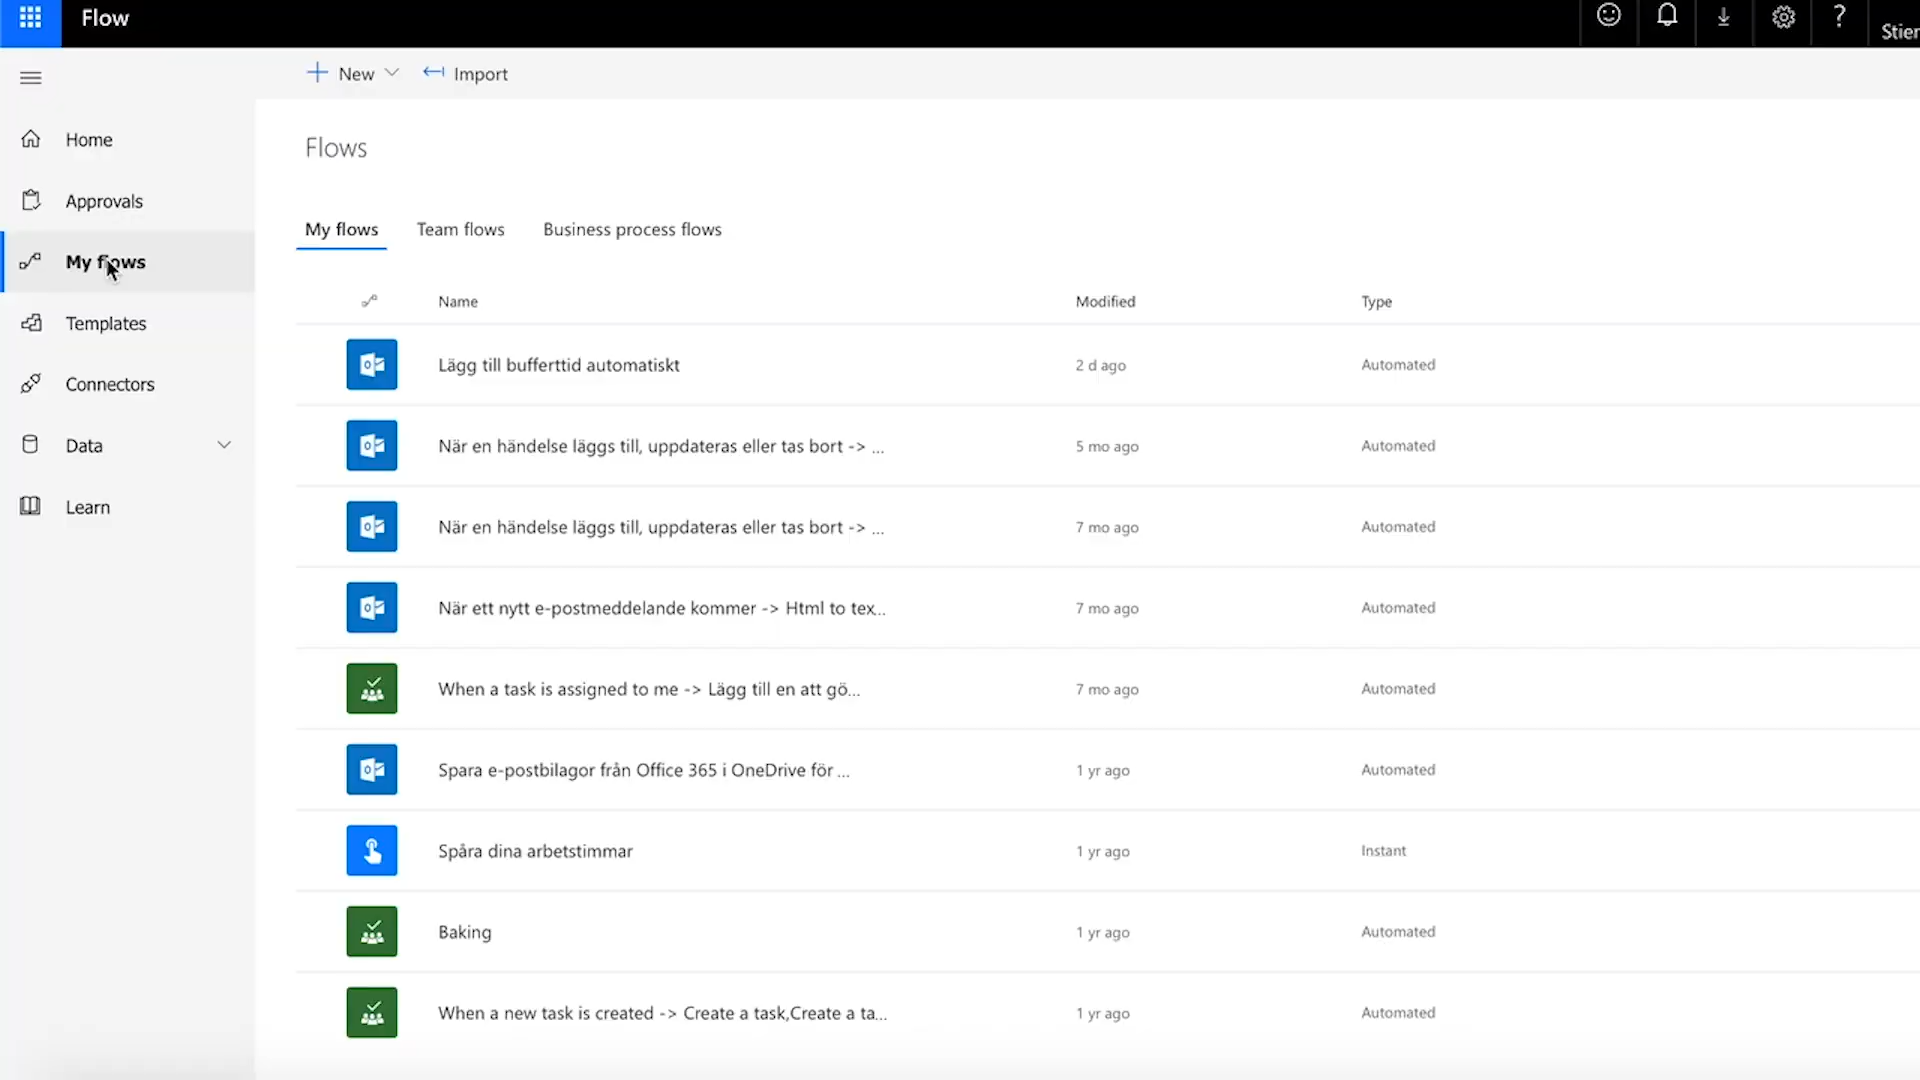 Flow
Stier
New
Import
Home
Approvals
My flows
Templates
Connectors
Data
Learn
Flows
My flows
Team flows
Business process flows
Name
Modified
Type
Lägg till bufferttid automatiskt
2 d ago
Automated
När en händelse läggs till, uppdateras eller tas bort -> ...
5 mo ago
Automated
När en händelse läggs till, uppdateras eller tas bort -> ...
7 mo ago
Automated
När ett nytt e-postmeddelande kommer -> Html to tex...
7 mo ago
Automated
When a task is assigned to me -> Lägg till en att gö...
7 mo ago
Automated
Spara e-postbilagor från Office 365 i OneDrive för ...
1 yr ago
Automated
Spåra dina arbetstimmar
1 yr ago
Instant
Baking
1 yr ago
Automated
When a new task is created -> Create a task,Create a ta...
1 yr ago
Automated